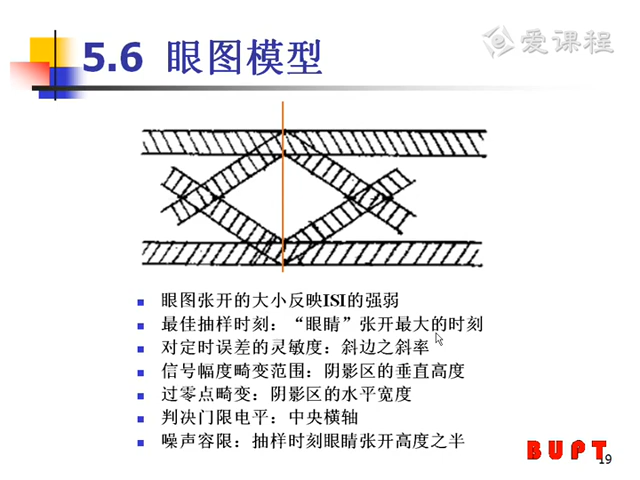 5.6 眼图模型
爱课程
眼图张开的大小反映ISI的强弱
最佳抽样时刻：“眼睛”张开最大的时刻
对定时误差的灵敏度：斜边之斜率
信号幅度畸变范围：阴影区的垂直高度
过零点畸变：阴影区的水平宽度
判决门限电平：中央横轴
噪声容限：抽样时刻眼睛张开高度之半
BUPT
19